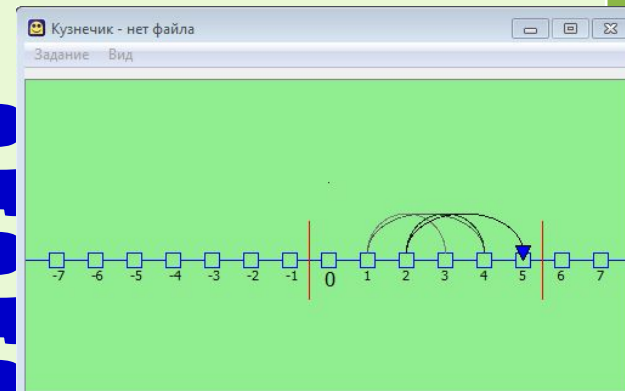 Кузнечик - нет файла
Задание Вид
-7 -6 -5 -4 -3 -2 -1 0 1 2 3 4 5 6 7